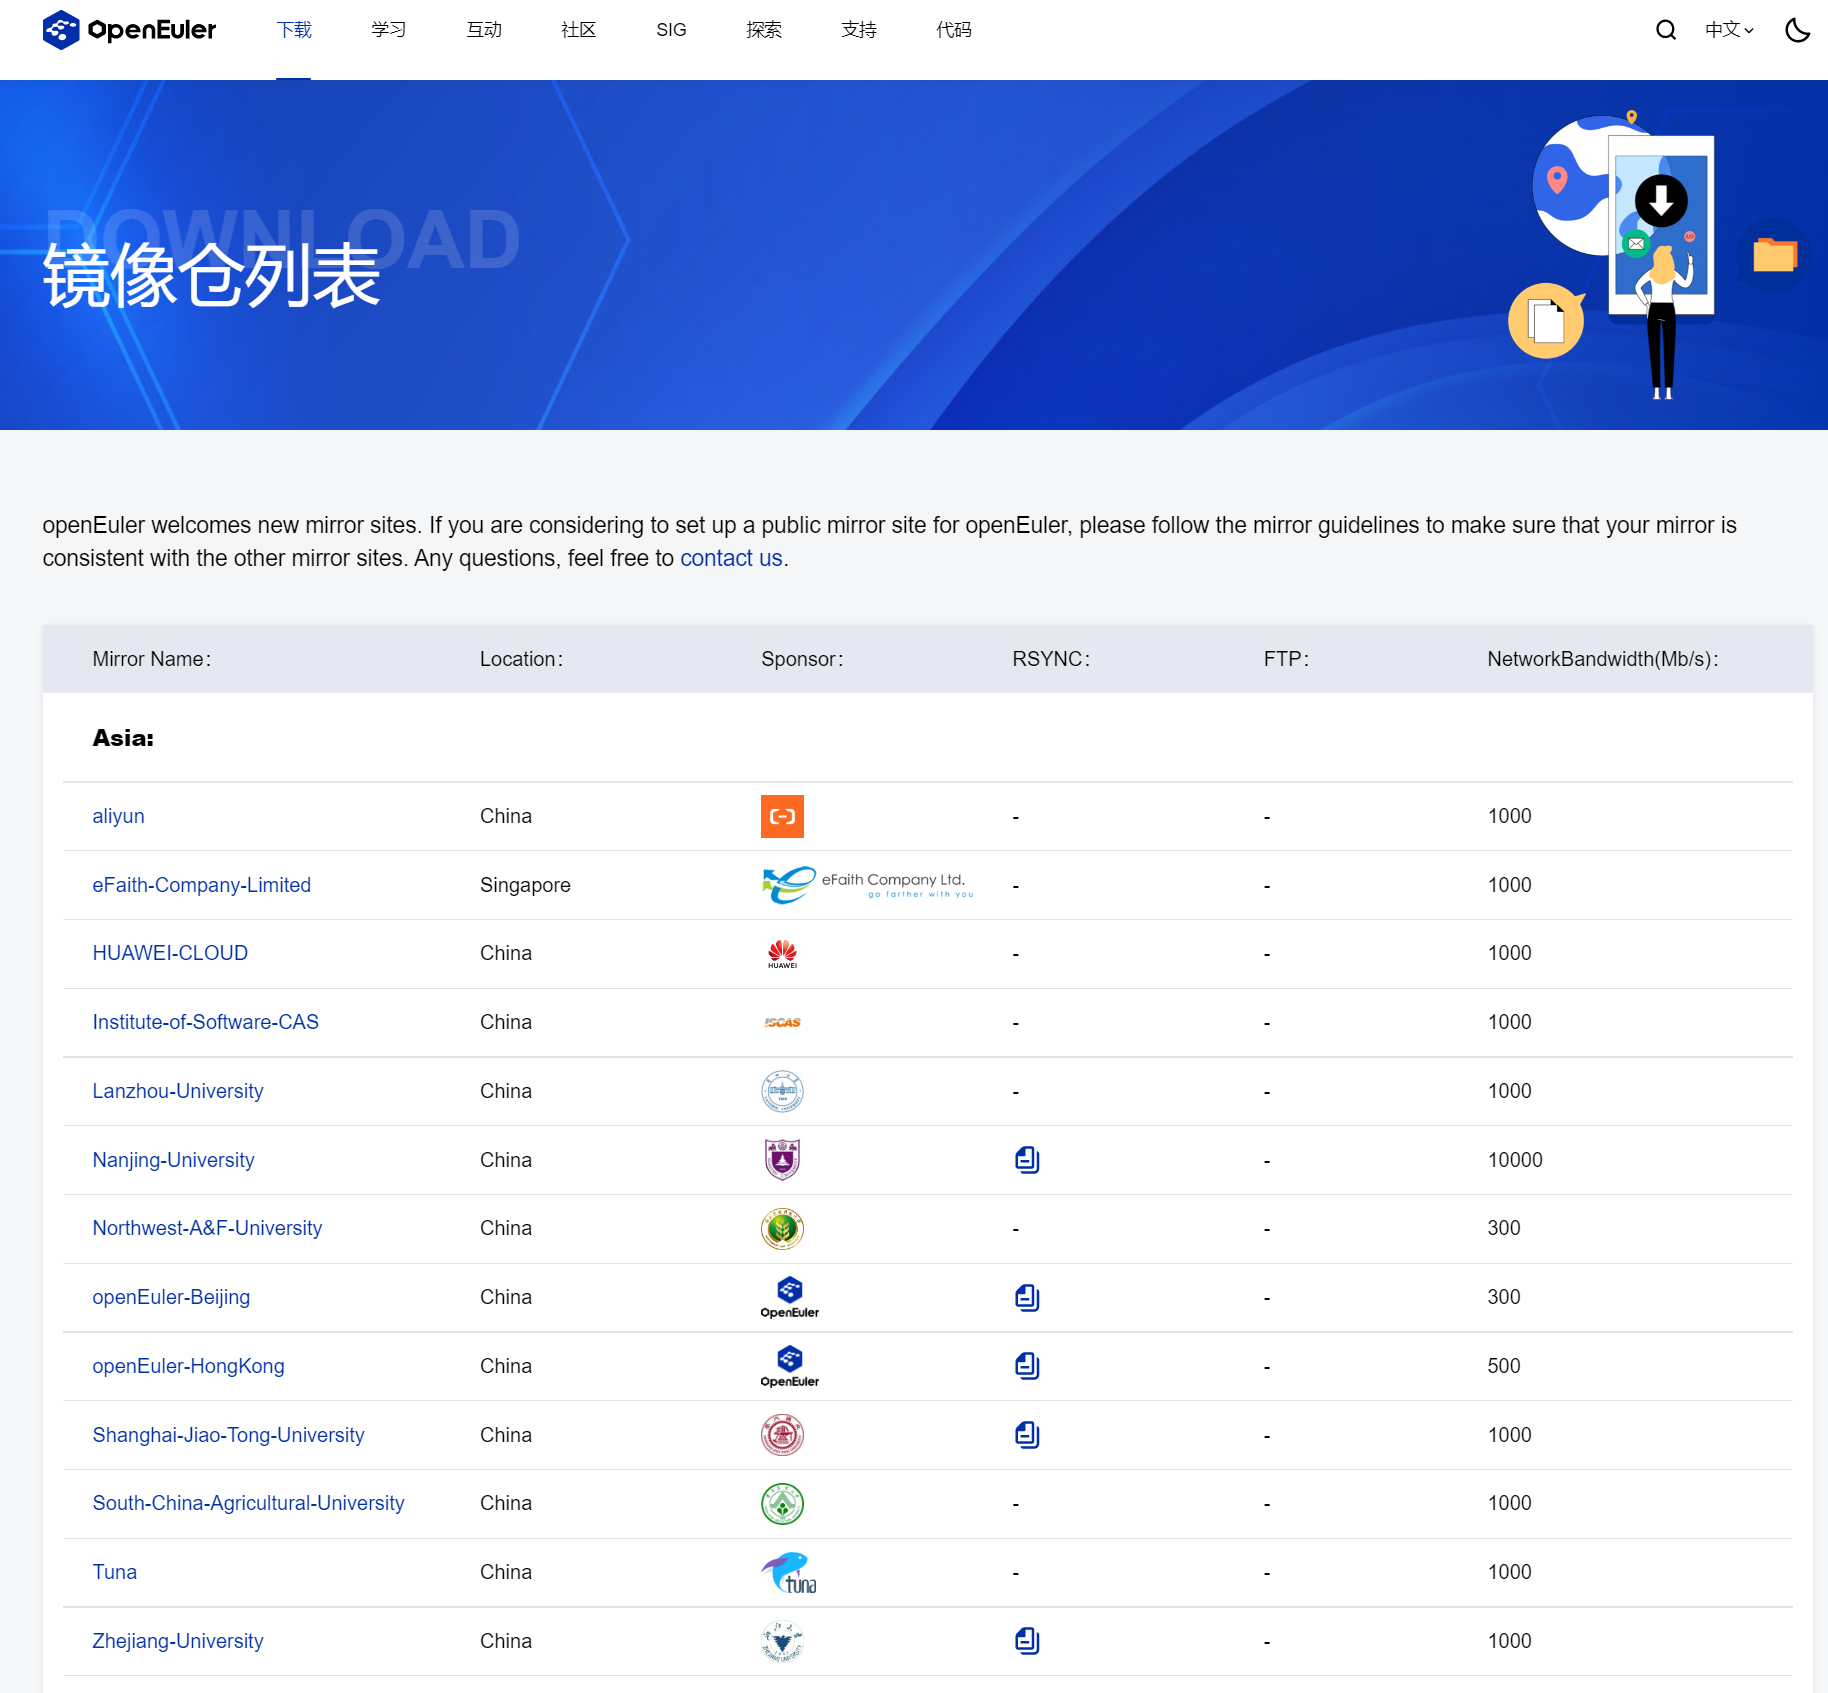 OpenEuler 下载 学习 互动 社区 SIG 探索 支持 代码 中文
DOWNLOAD
镜像仓列表
openEuler welcomes new mirror sites. If you are considering to set up a public mirror site for openEuler, please follow the mirror guidelines to make sure that your mirror is
consistent with the other mirror sites. Any questions, feel free to contact us.
Mirror Name: Location: Sponsor: RSYNC: FTP: NetworkBandwidth(Mb/s):
Asia:
aliyun China - - 1000
eFaith-Company-Limited Singapore eFaith Company Ltd. - - 1000
go farther with you
HUAWEI-CLOUD China HUAWEI - - 1000
Institute-of-Software-CAS China ISCAS - - 1000
Lanzhou-University China - - 1000
Nanjing-University China - 10000
Northwest-A&F-University China - - 300
openEuler-Beijing China OpenEuler - 300
openEuler-HongKong China OpenEuler - 500
Shanghai-Jiao-Tong-University China - 1000
South-China-Agricultural-University China - - 1000
Tuna China tuna - - 1000
Zhejiang-University China - 1000